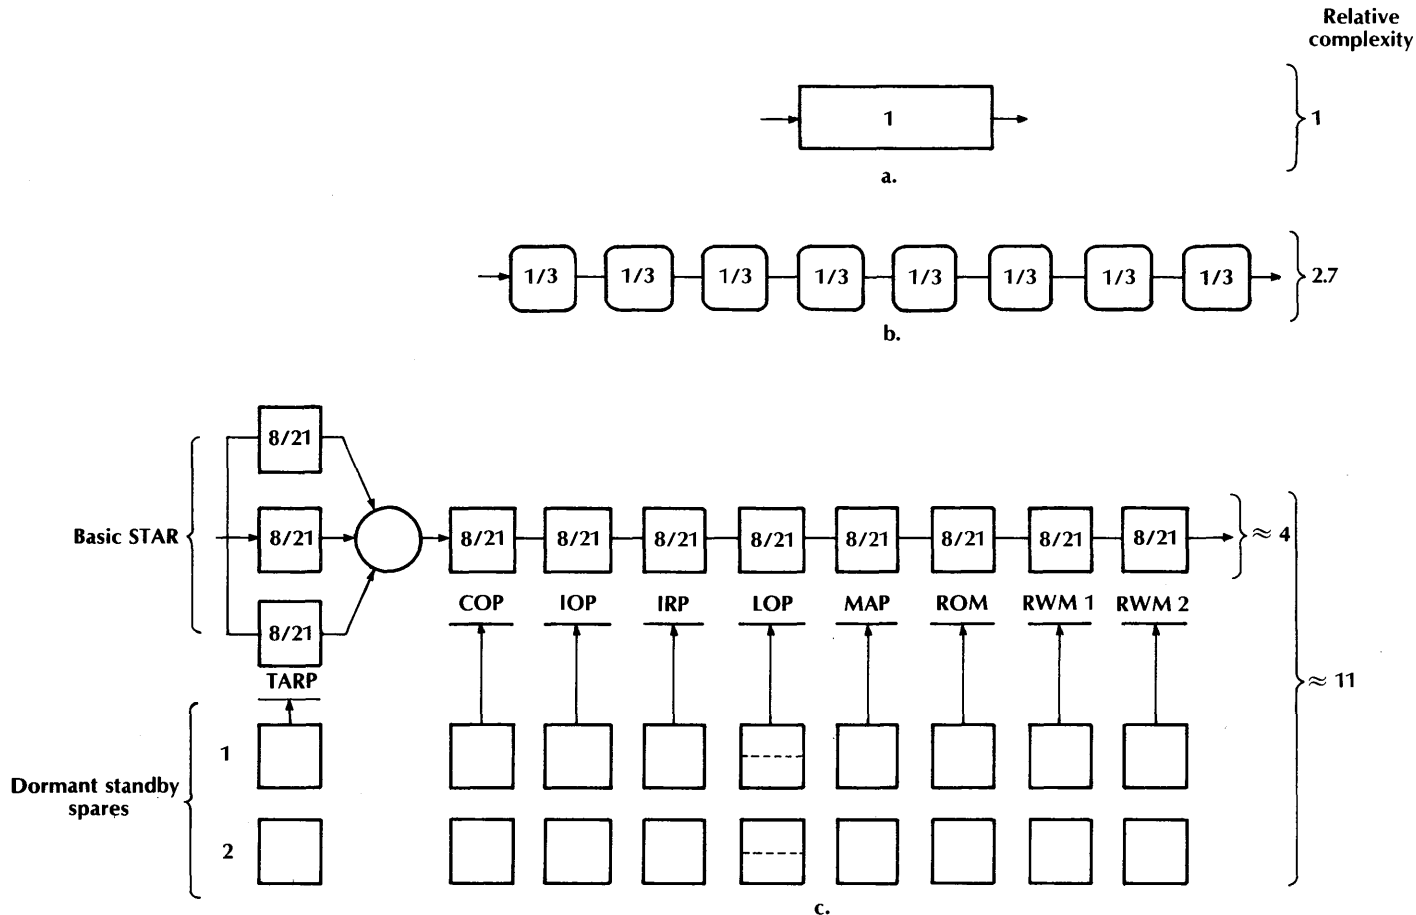 Relative
complexity
1
1
a.
1/3 1/3 1/3 1/3 1/3 1/3 1/3 1/3
2.7
b.
8/21
Basic STAR
8/21
8/21 8/21 8/21 8/21 8/21 8/21 8/21 8/21
≈ 4
COP IOP IRP LOP MAP ROM RWM 1 RWM 2
8/21
TARP
≈ 11
1
Dormant standby
spares
2
c.